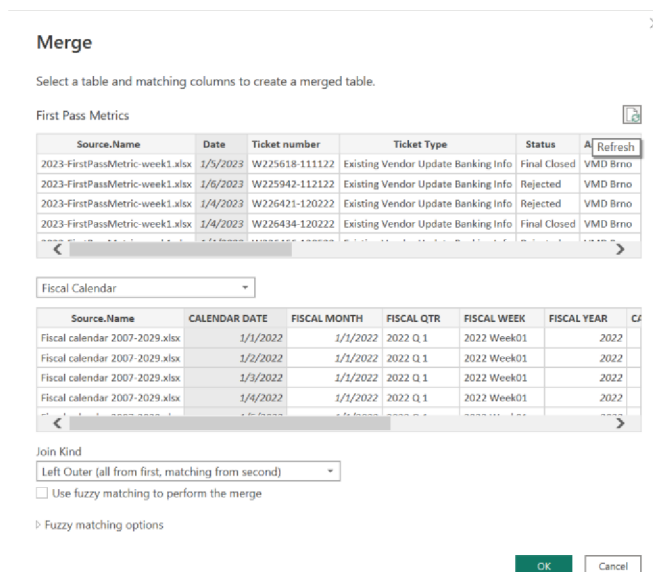 Merge
Select a table and matching columns to create a merged table.
First Pass Metrics
Source.Name Date Ticket number Ticket Type Status A Refresh
2023-FirstPassMetric-week1.xlsx 1/5/2023 W225618-111122 Existing Vendor Update Banking Info Final Closed VMD Brno
2023-FirstPassMetric-week1.xlsx 1/6/2023 W225942-112122 Existing Vendor Update Banking Info Rejected VMD Brno
2023-FirstPassMetric-week1.xlsx 1/4/2023 W226421-120222 Existing Vendor Update Banking Info Rejected VMD Brno
2023-FirstPassMetric-week1.xlsx 1/4/2023 W226434-120222 Existing Vendor Update Banking Info Final Closed VMD Brno
Fiscal Calendar
Source.Name CALENDAR DATE FISCAL MONTH FISCAL QTR FISCAL WEEK FISCAL YEAR CA
Fiscal calendar 2007-2029.xlsx 1/1/2022 1/1/2022 2022 Q 1 2022 Week01 2022
Fiscal calendar 2007-2029.xlsx 1/2/2022 1/1/2022 2022 Q 1 2022 Week01 2022
Fiscal calendar 2007-2029.xlsx 1/3/2022 1/1/2022 2022 Q 1 2022 Week01 2022
Fiscal calendar 2007-2029.xlsx 1/4/2022 1/1/2022 2022 Q 1 2022 Week01 2022
Join Kind
Left Outer (all from first, matching from second)
Use fuzzy matching to perform the merge
Fuzzy matching options
OK Cancel